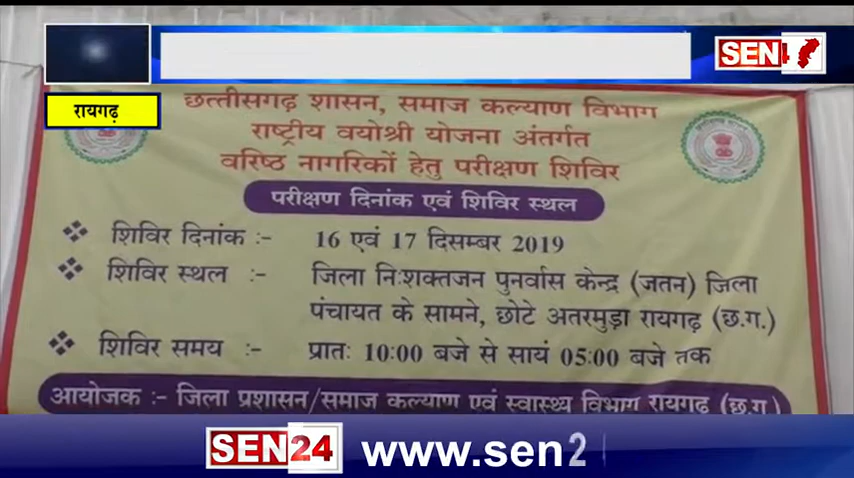 SEN 4
रायगढ़
छत्तीसगढ़ शासन, समाज कल्याण विभाग
राष्ट्रीय वयोश्री योजना अंतर्गत
वरिष्ठ नागरिकों हेतु परीक्षण शिविर
परीक्षण दिनांक एवं शिविर स्थल
❖ शिविर दिनांक :- 16 एवं 17 दिसम्बर 2019
❖ शिविर स्थल :- जिला निःशक्तजन पुनर्वास केन्द्र (जतन) जिला
पंचायत के सामने, छोटे अतरमुड़ा रायगढ़ (छ.ग.)
❖ शिविर समय :- प्रातः 10:00 बजे से सायं 05:00 बजे तक
आयोजक :- जिला प्रशासन/समाज कल्याण एवं स्वास्थ्य विभाग रायगढ़ (छ.ग.)
SEN24 www.sen2